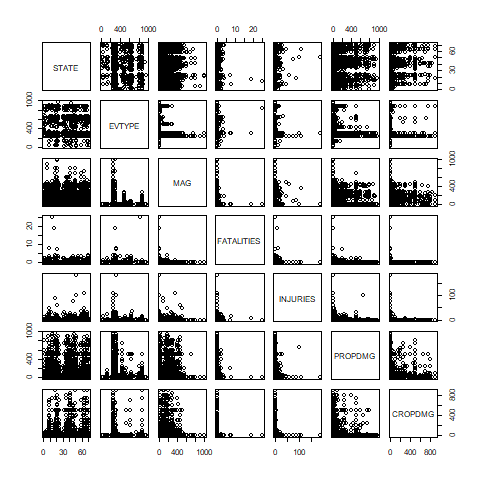 0 400 1000 0 10 20 0 400 1000
STATE 0 30 60
0 400 1000 EVTYPE
MAG 0 400 1000
0 10 20 FATALITIES
INJURIES 0 100
0 400 1000 PROPDMG
CROPDMG 0 400 800
0 30 60 0 400 1000 0 100 0 400 800